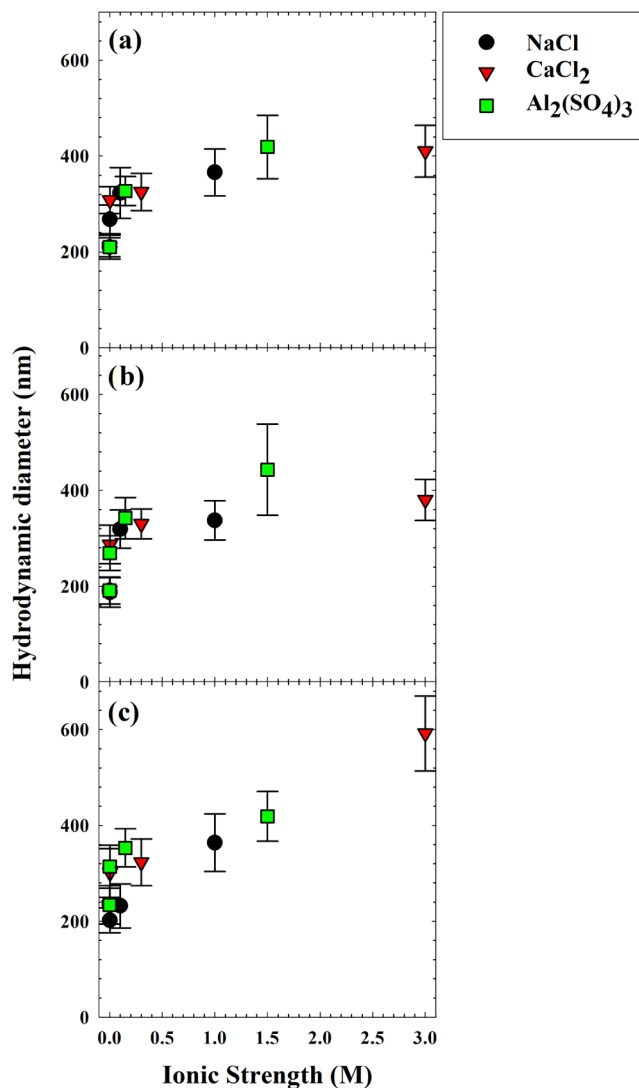 (a)
NaCl
CaCl2
Al2(SO4)3
600
400
200
0
(b)
600
400
200
0
(c)
600
400
200
0
Hydrodynamic diameter (nm)
0.0 0.5 1.0 1.5 2.0 2.5 3.0
Ionic Strength (M)